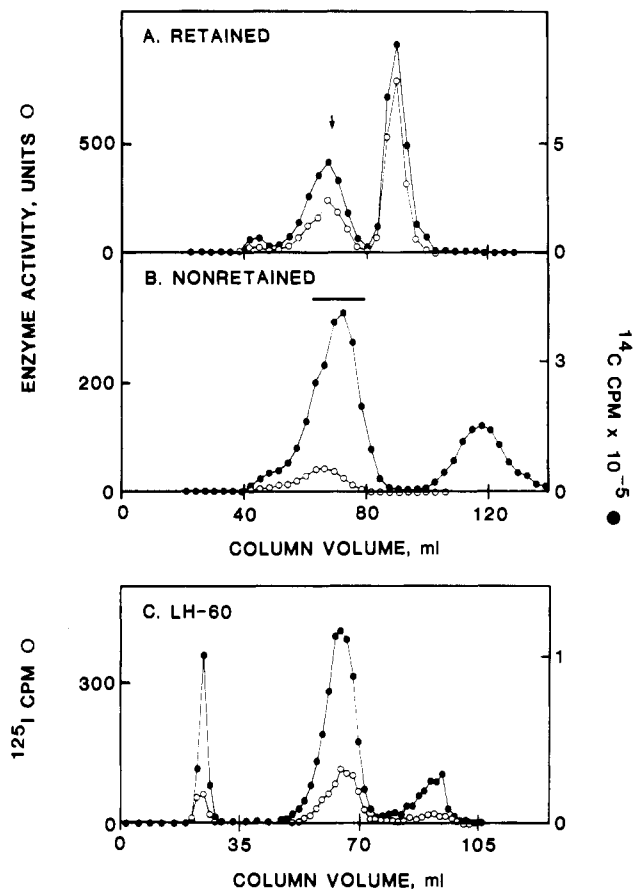 A. RETAINED
500
5
0
0
B. NONRETAINED
200
3
0
0
0
40
80
120
COLUMN VOLUME, ml
ENZYME ACTIVITY, UNITS O
14C CPM x 10-5 ●
C. LH-60
300
1
0
0
0
35
70
105
COLUMN VOLUME, ml
125I CPM O